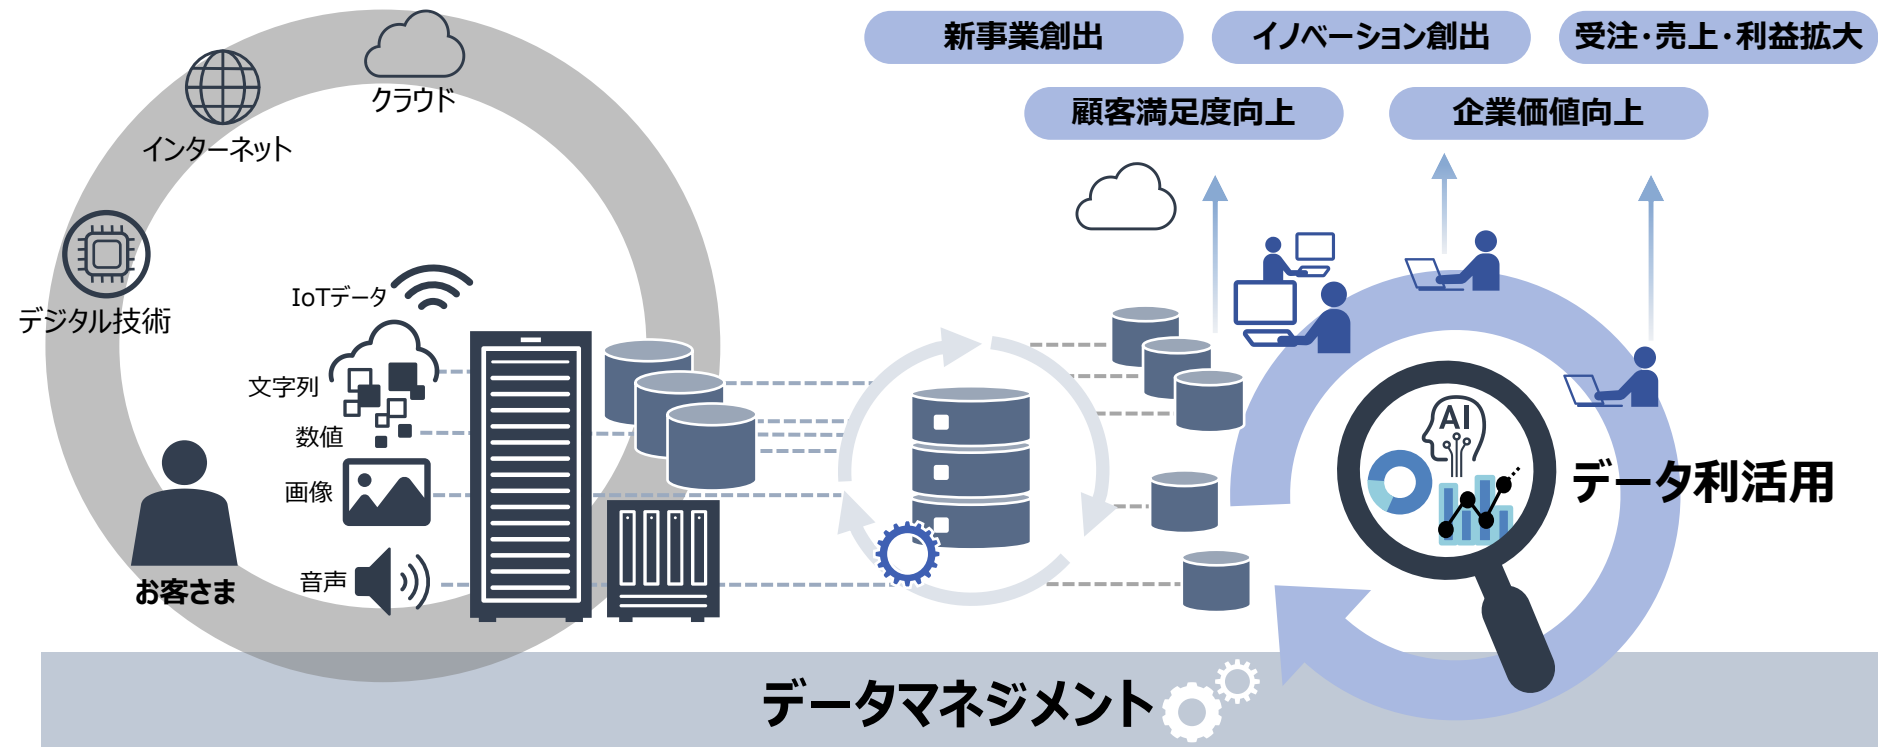 新事業創出
イノベーション創出
受注・売上・利益拡大
顧客満足度向上
企業価値向上
クラウド
インターネット
デジタル技術
IoTデータ
文字列
数値
画像
音声
お客さま
AI
データ利活用
データマネジメント